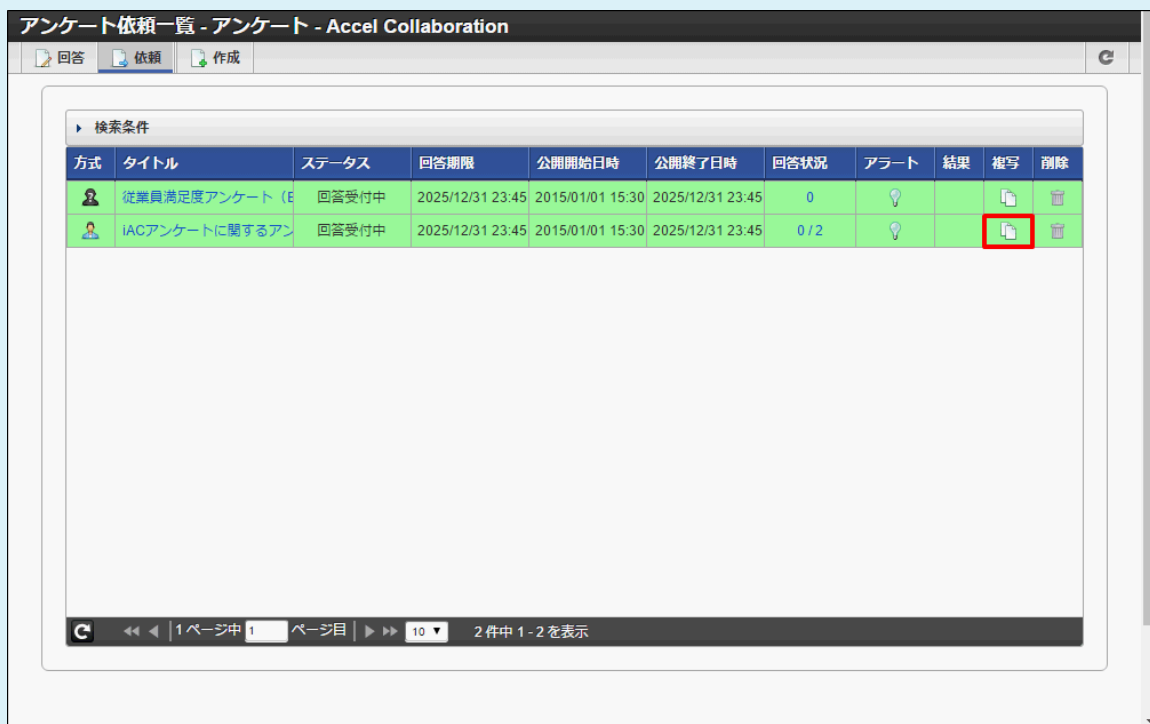 アンケート依頼一覧 - アンケート - Accel Collaboration
回答 依頼 作成
検索条件
方式 タイトル ステータス 回答期限 公開開始日時 公開終了日時 回答状況 アラート 結果 複写 削除
従業員満足度アンケート（E 回答受付中 2025/12/31 23:45 2015/01/01 15:30 2025/12/31 23:45 0
iACアンケートに関するアン 回答受付中 2025/12/31 23:45 2015/01/01 15:30 2025/12/31 23:45 0 / 2
1 ページ中 1 ページ目 10 2 件中 1 - 2 を表示